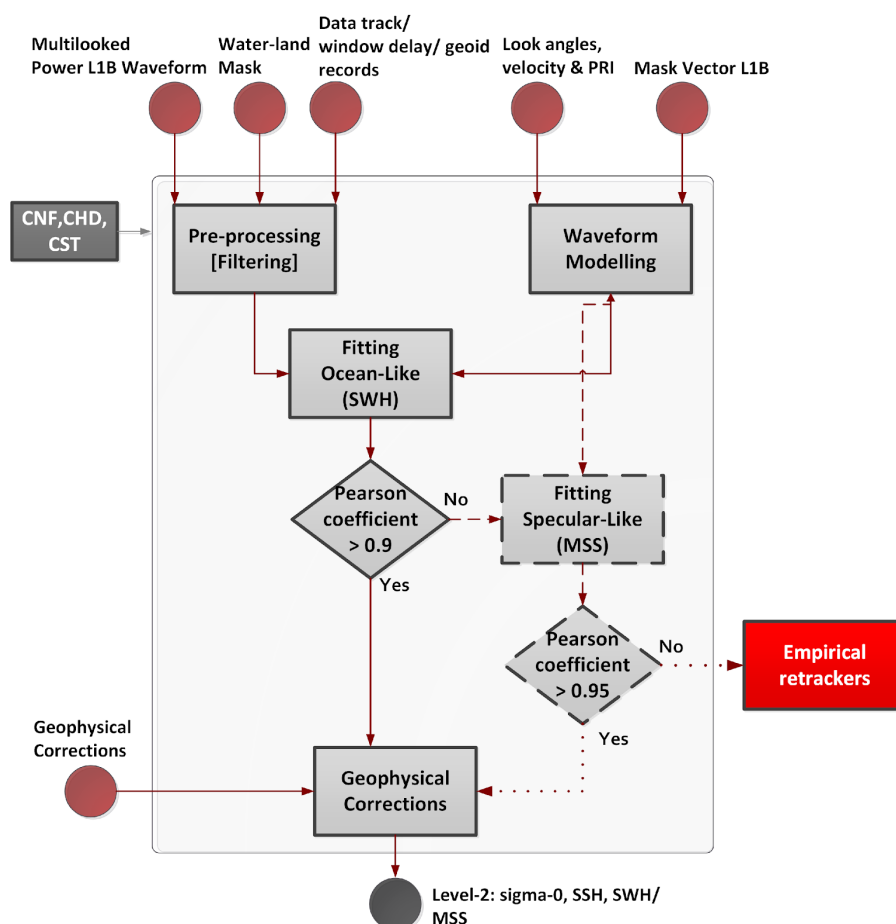 Multilooked
Power L1B Waveform
Water-land
Mask
Data track/
window delay/ geoid
records
Look angles,
velocity & PRI
Mask Vector L1B
CNF,CHD,
CST
Pre-processing
[Filtering]
Waveform
Modelling
Fitting
Ocean-Like
(SWH)
Pearson
coefficient
> 0.9
No
Yes
Fitting
Specular-Like
(MSS)
Pearson
coefficient
> 0.95
No
Yes
Empirical
retrackers
Geophysical
Corrections
Geophysical
Corrections
Level-2: sigma-0, SSH, SWH/
MSS